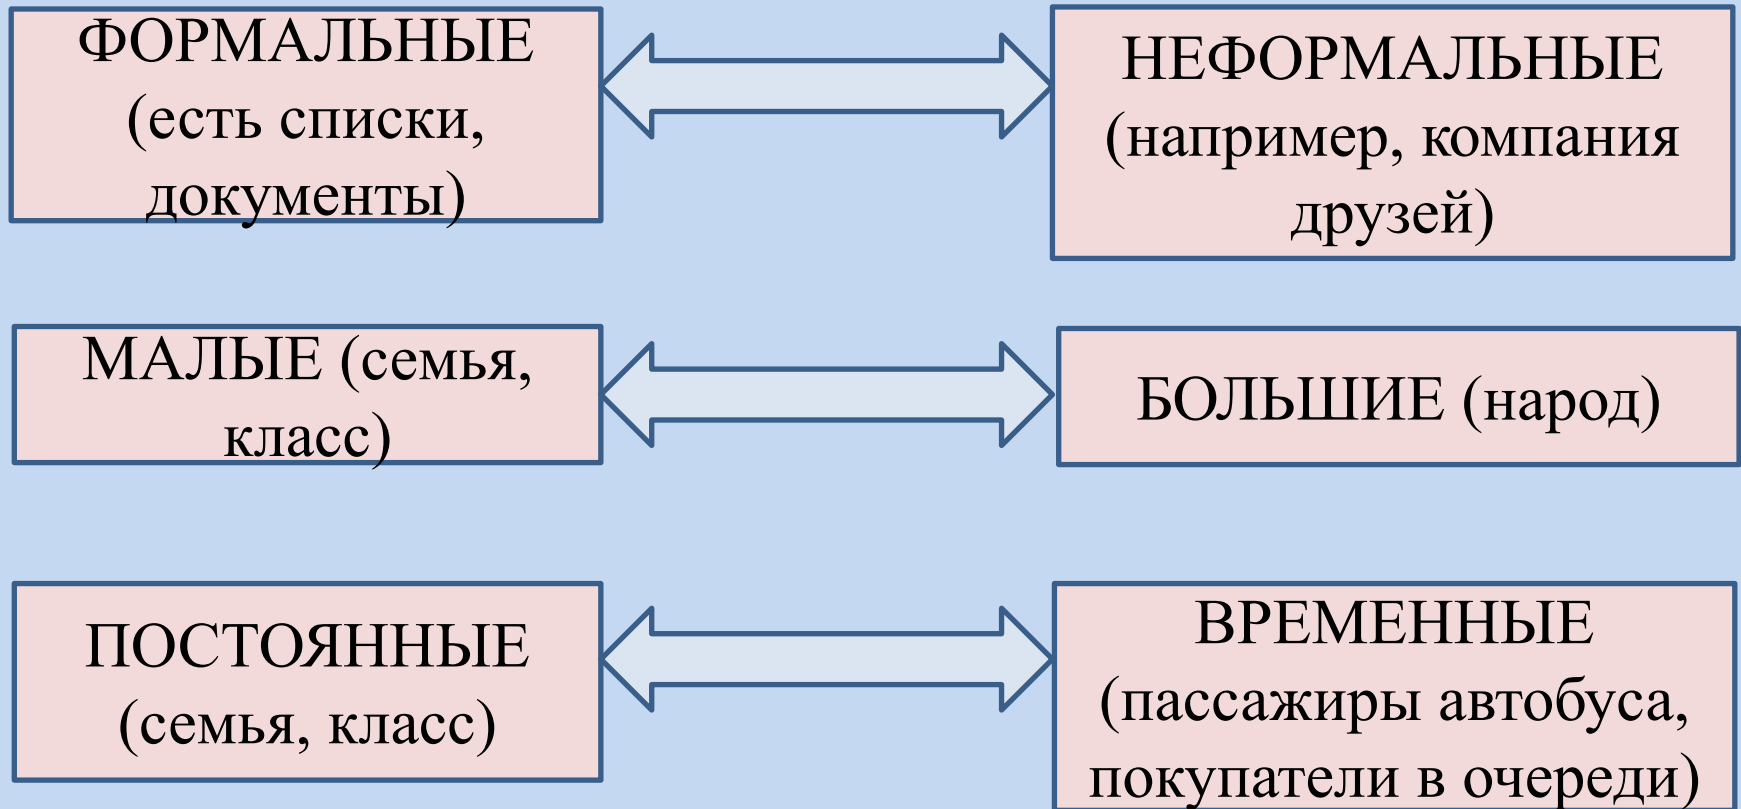 ФОРМАЛЬНЫЕ
(есть списки,
документы)
НЕФОРМАЛЬНЫЕ
(например, компания
друзей)
МАЛЫЕ (семья,
класс)
БОЛЬШИЕ (народ)
ПОСТОЯННЫЕ
(семья, класс)
ВРЕМЕННЫЕ
(пассажиры автобуса,
покупатели в очереди)